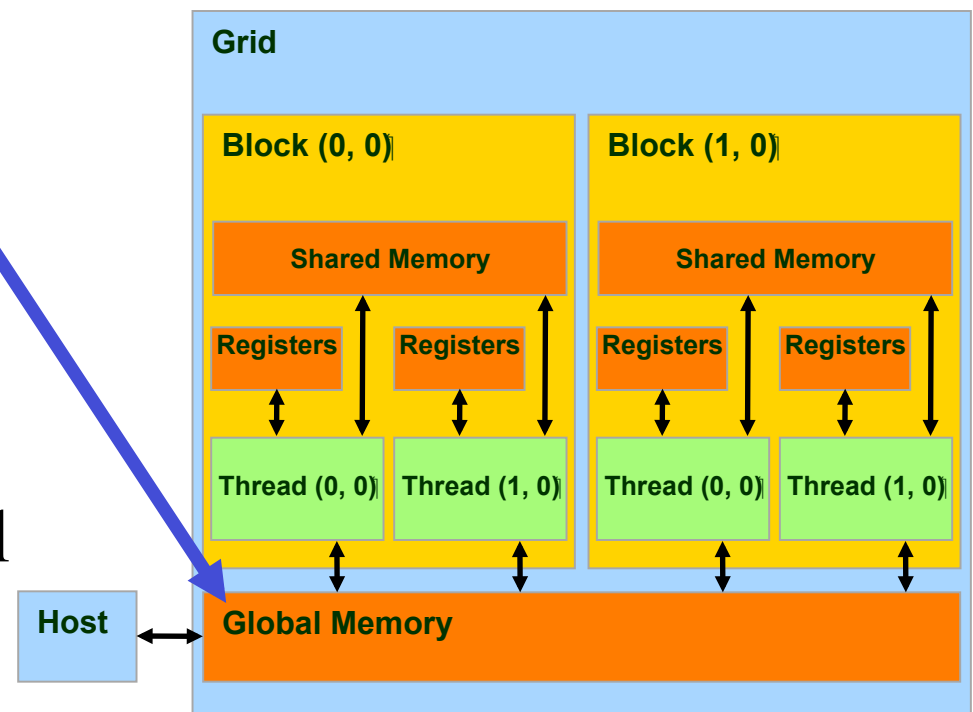 Grid
Block (0, 0)
Block (1, 0)
Shared Memory
Shared Memory
Registers
Registers
Registers
Registers
Thread (0, 0)
Thread (1, 0)
Thread (0, 0)
Thread (1, 0)
Host
Global Memory